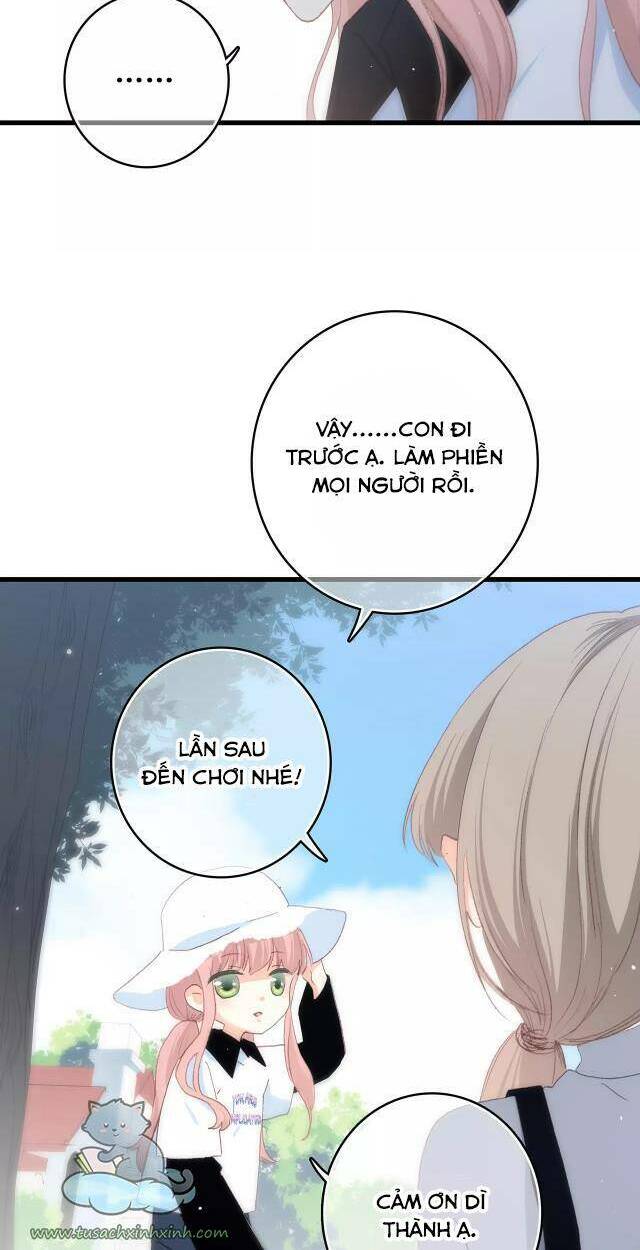 ......
VẬY......CON ĐI
TRƯỚC Ạ. LÀM PHIỀN
MỌI NGƯỜI RỒI.
LẦN SAU
ĐẾN CHƠI NHÉ!
CẢM ƠN DÌ
THÀNH Ạ.
www.tusachxinhxinh.com